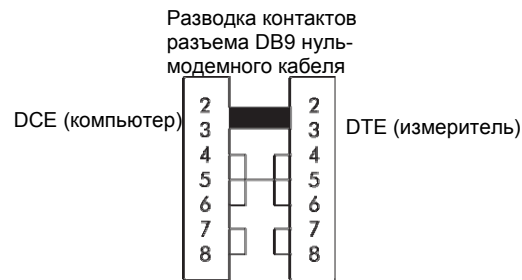 Разводка контактов
разъема DB9 нуль-
модемного кабеля
DCE (компьютер)
DTE (измеритель)
2 2
3 3
4 4
5 5
6 6
7 7
8 8